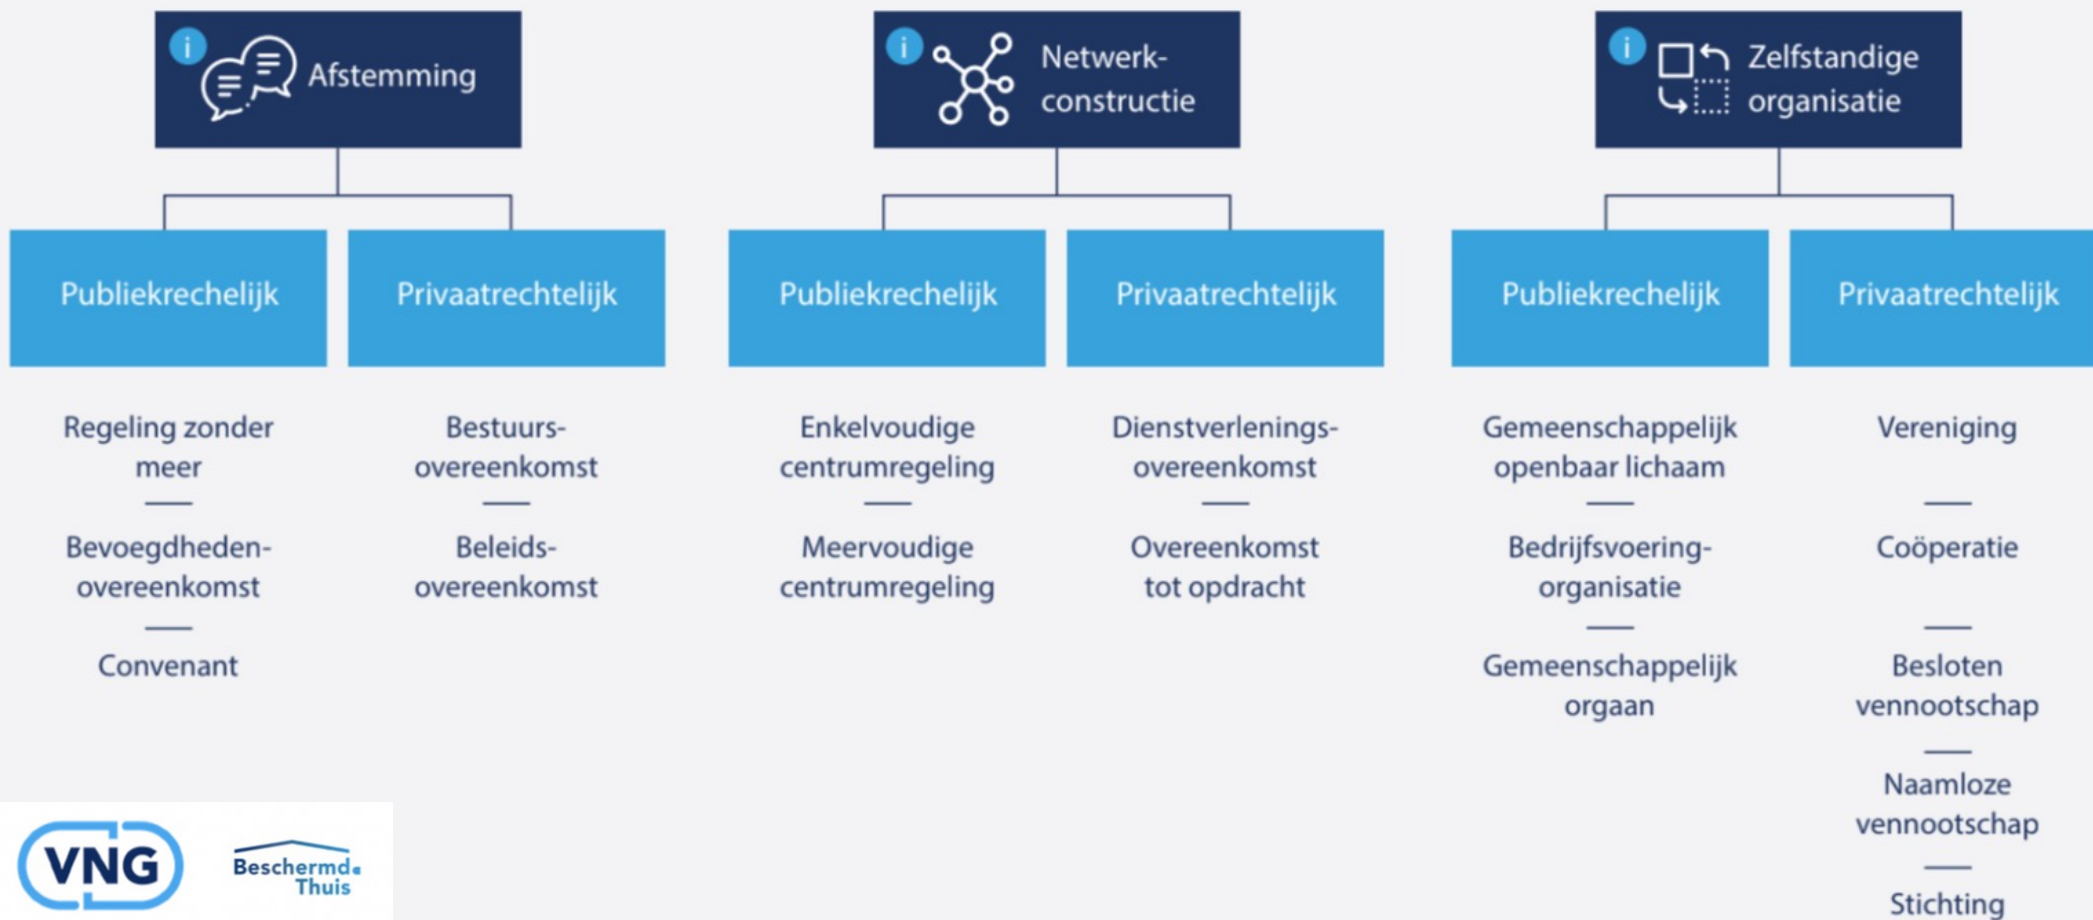 i
Afstemming
Publiekrechelijk
Privaatrechtelijk
Regeling zonder
meer
Bevoegdheden-
overeenkomst
Convenant
Bestuurs-
overeenkomst
Beleids-
overeenkomst
i
Netwerk-
constructie
Publiekrechelijk
Privaatrechtelijk
Enkelvoudige
centrumregeling
Meervoudige
centrumregeling
Dienstverlenings-
overeenkomst
Overeenkomst
tot opdracht
i
Zelfstandige
organisatie
Publiekrechelijk
Privaatrechtelijk
Gemeenschappelijk
openbaar lichaam
Bedrijfsvoering-
organisatie
Gemeenschappelijk
orgaan
Vereniging
Coöperatie
Besloten
vennootschap
Naamloze
vennootschap
Stichting
VNG
Beschermd
Thuis